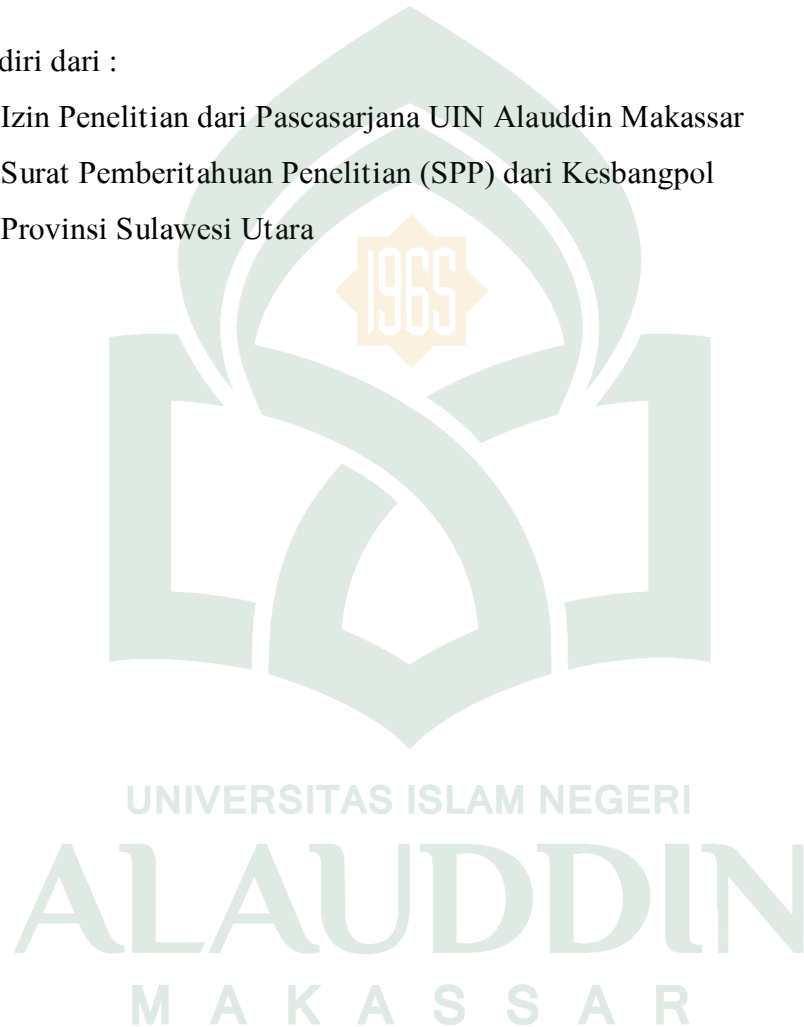 diri dari :
Izin Penelitian dari Pascasarjana UIN Alauddin Makassar
Surat Pemberitahuan Penelitian (SPP) dari Kesbangpol
Provinsi Sulawesi Utara
1965
UNIVERSITAS ISLAM NEGERI
ALAUDDIN
MAKASSAR